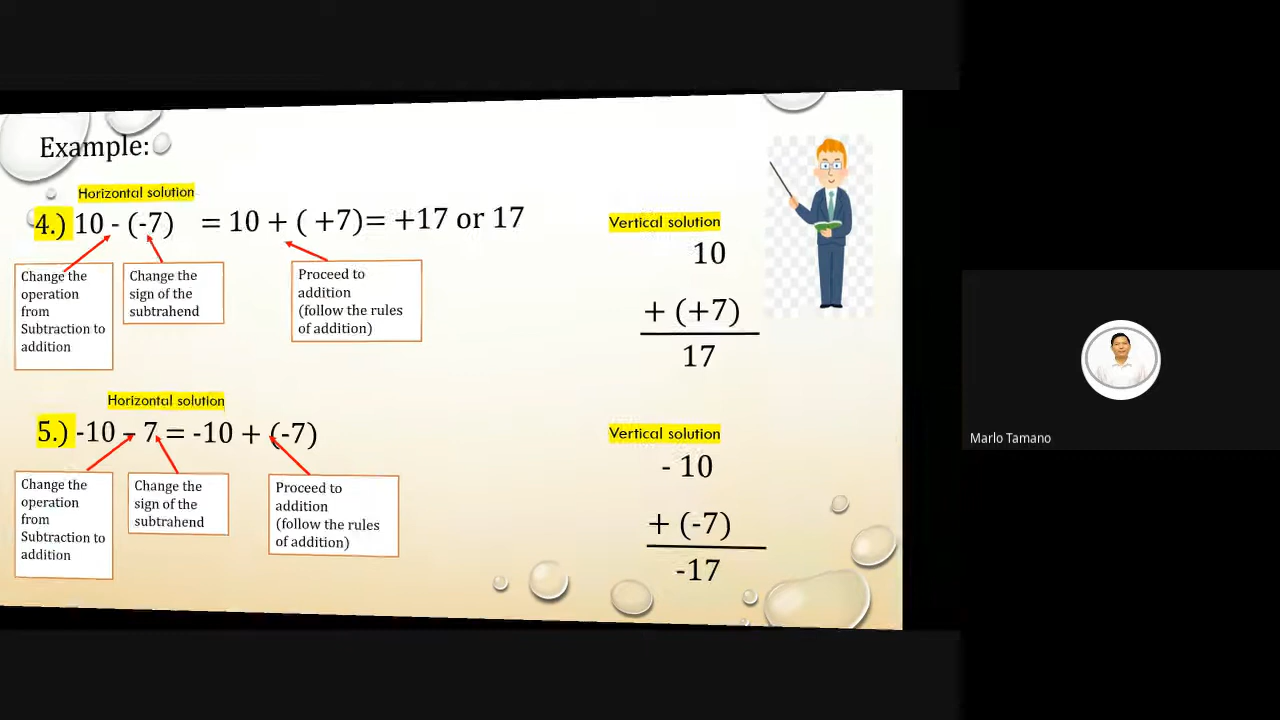 Example:
Horizontal solution
4.) 10 - (-7) = 10 + ( +7)= +17 or 17
Change the
operation
from
Subtraction to
addition
Change the
sign of the
subtrahend
Proceed to
addition
(follow the rules
of addition)
Vertical solution
10
+ (+7)
17
Horizontal solution
5.) -10 - 7 = -10 + (-7)
Change the
operation
from
Subtraction to
addition
Change the
sign of the
subtrahend
Proceed to
addition
(follow the rules
of addition)
Vertical solution
- 10
+ (-7)
-17
Marlo Tamano